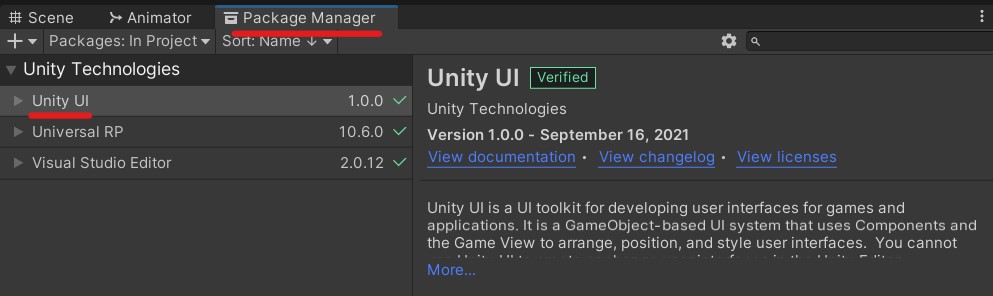 Scene Animator Package Manager
Packages: In Project Sort: Name ↓
Unity Technologies
Unity UI 1.0.0
Universal RP 10.6.0
Visual Studio Editor 2.0.12
Unity UI Verified
Unity Technologies
Version 1.0.0 - September 16, 2021
View documentation • View changelog • View licenses
Unity UI is a UI toolkit for developing user interfaces for games and
applications. It is a GameObject-based UI system that uses Components and
the Game View to arrange, position, and style user interfaces. You cannot
More...